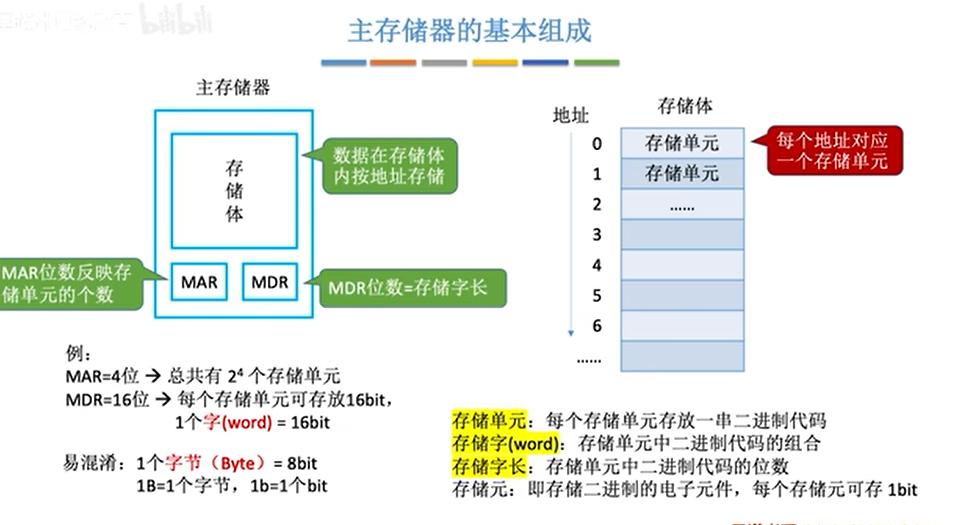 bilibili
主存储器的基本组成
主存储器
存
储
体
数据在存储体
内按地址存储
MAR位数反映存
储单元的个数
MAR
MDR
MDR位数=存储字长
存储体
地址
0
存储单元
1
存储单元
2
......
3
4
5
6
......
每个地址对应
一个存储单元
例：
MAR=4位 → 总共有 2⁴ 个存储单元
MDR=16位 → 每个存储单元可存放16bit，
1个字(word) = 16bit
易混淆：1个字节（Byte）= 8bit
1B=1个字节，1b=1个bit
存储单元：每个存储单元存放一串二进制代码
存储字(word)：存储单元中二进制代码的组合
存储字长：存储单元中二进制代码的位数
存储元：即存储二进制的电子元件，每个存储元可存 1bit